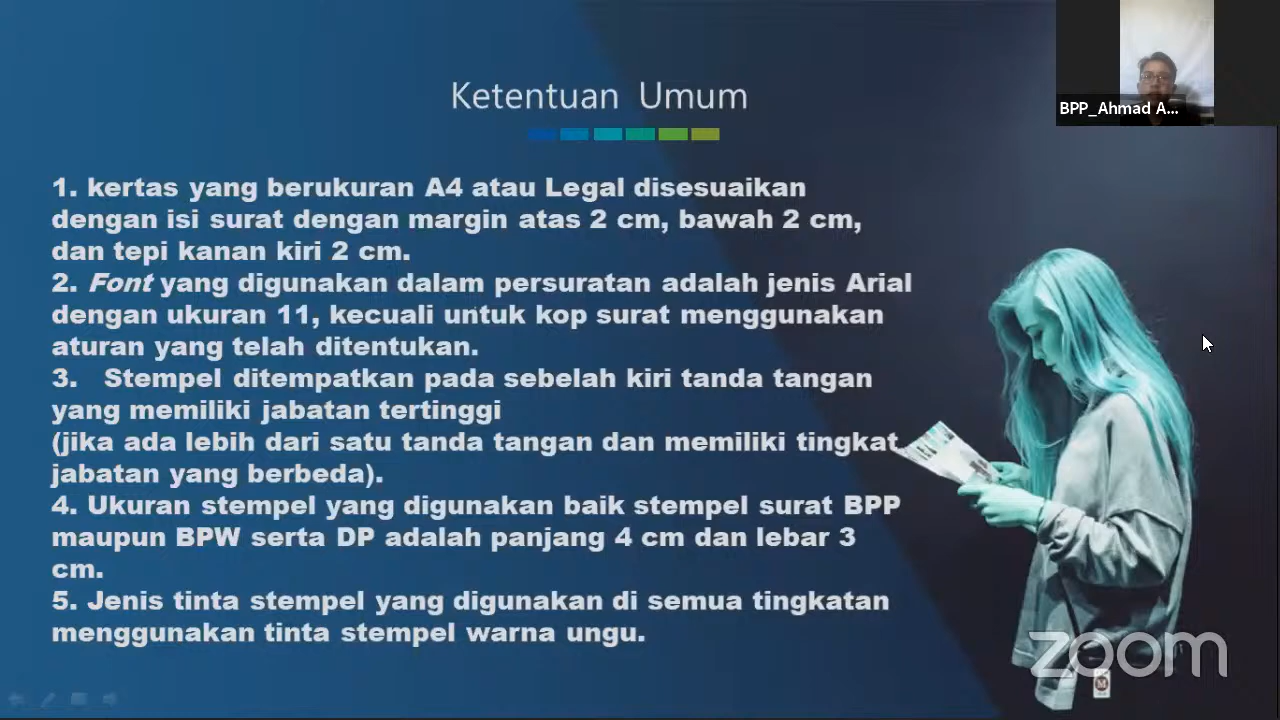 Ketentuan Umum
BPP_Ahmad A...
1. kertas yang berukuran A4 atau Legal disesuaikan
dengan isi surat dengan margin atas 2 cm, bawah 2 cm,
dan tepi kanan kiri 2 cm.
2. Font yang digunakan dalam persuratan adalah jenis Arial
dengan ukuran 11, kecuali untuk kop surat menggunakan
aturan yang telah ditentukan.
3. Stempel ditempatkan pada sebelah kiri tanda tangan
yang memiliki jabatan tertinggi
(jika ada lebih dari satu tanda tangan dan memiliki tingkat
jabatan yang berbeda).
4. Ukuran stempel yang digunakan baik stempel surat BPP
maupun BPW serta DP adalah panjang 4 cm dan lebar 3
cm.
5. Jenis tinta stempel yang digunakan di semua tingkatan
menggunakan tinta stempel warna ungu.
zoom